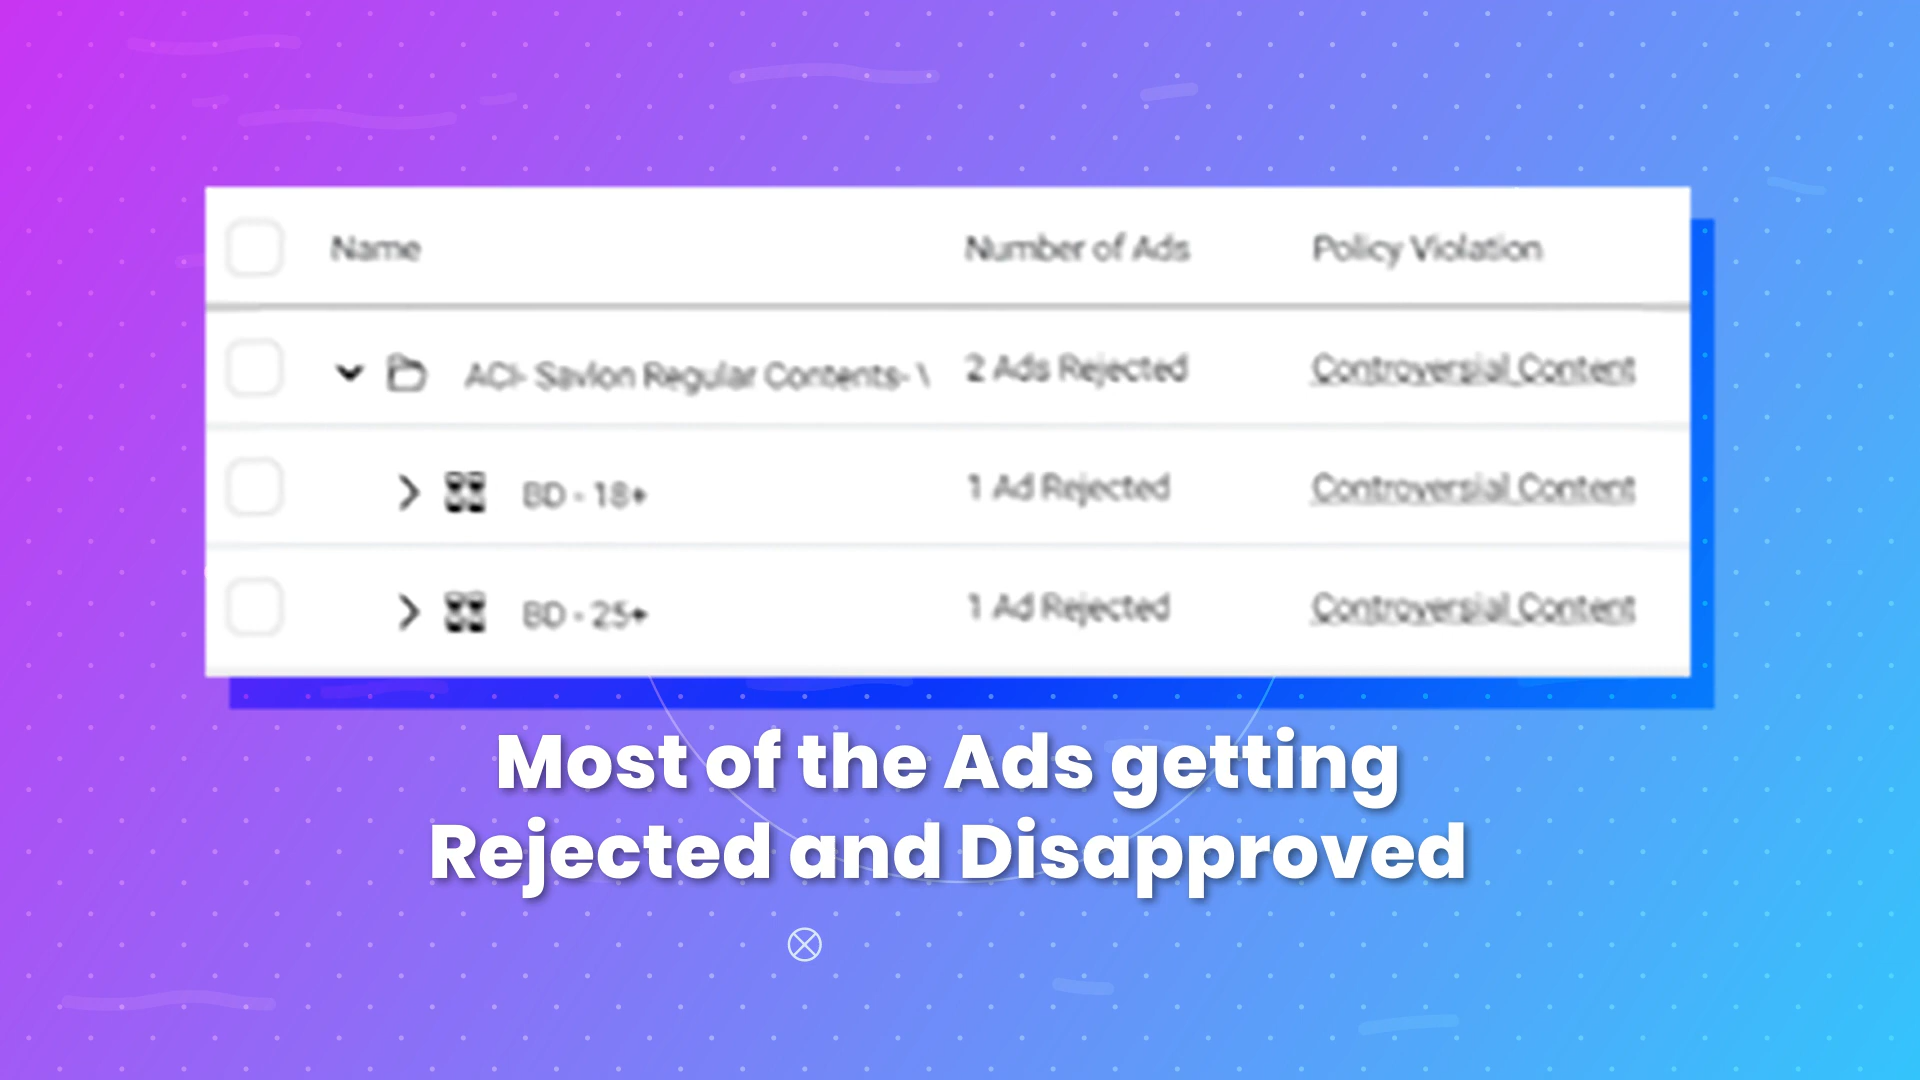 Name Number of Ads Policy Violation
ACI- Savlon Regular Contents- \ 2 Ads Rejected Controversial Content
BD - 18+ 1 Ad Rejected Controversial Content
BD - 25+ 1 Ad Rejected Controversial Content
Most of the Ads getting
Rejected and Disapproved